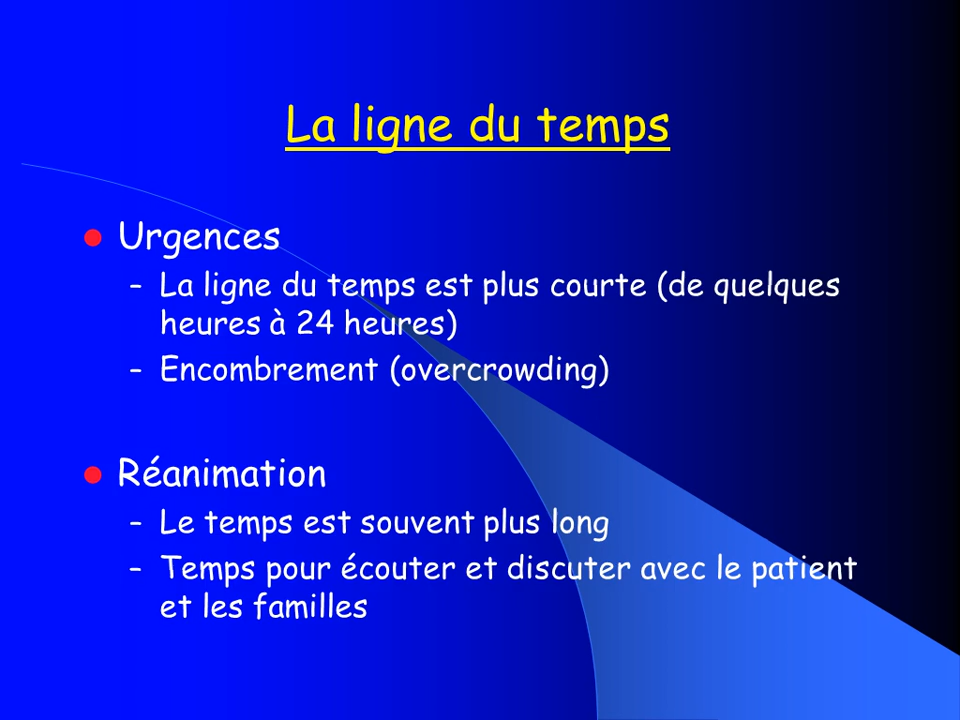 La ligne du temps
Urgences
– La ligne du temps est plus courte (de quelques
heures à 24 heures)
– Encombrement (overcrowding)
Réanimation
– Le temps est souvent plus long
– Temps pour écouter et discuter avec le patient
et les familles